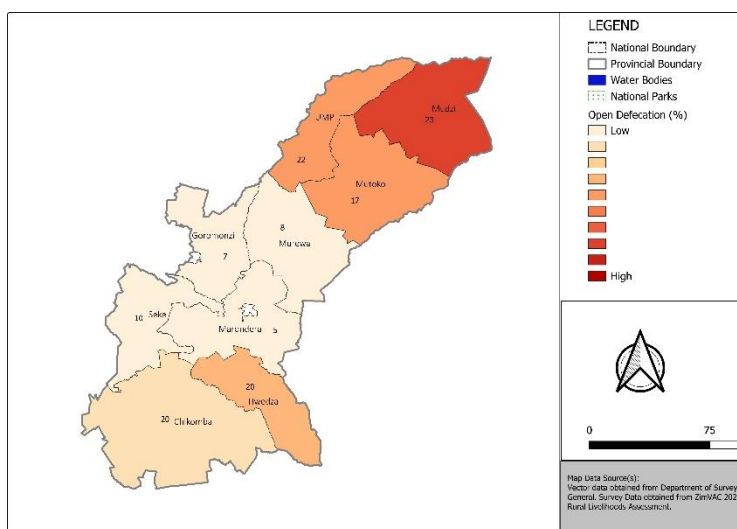 LEGEND
National Boundary
Provincial Boundary
Water Bodies
National Parks
Open Defecation (%)
Low
High
Mudzi
23
UMP
22
Mutoko
17
8
Murewa
Goromonzi
7
Seke
10
Marondera
5
20
Hwedza
20 Chikomba
0 75
Map Data Source(s):
Vector data obtained from Department of Survey
General. Survey Data obtained from ZimVAC 202
Rural Livelihoods Assessment.